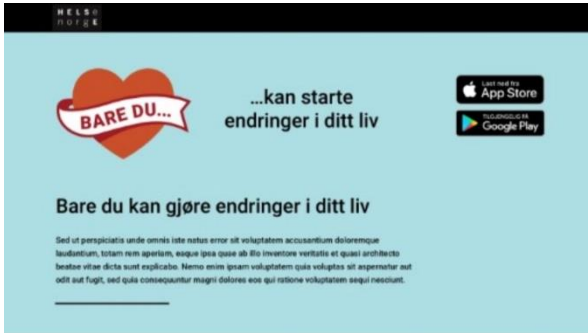 HELSe
norgE
BARE DU...
...kan starte
endringer i ditt liv
Last ned fra
App Store
TILGJENGELIG PÅ
Google Play
Bare du kan gjøre endringer i ditt liv
Sed ut perspiciatis unde omnis iste natus error sit voluptatem accusantium doloremque
laudantium, totam rem aperiam, eaque ipsa quae ab illo inventore veritatis et quasi architecto
beatae vitae dicta sunt explicabo. Nemo enim ipsam voluptatem quia voluptas sit aspernatur aut
odit aut fugit, sed quia consequuntur magni dolores eos qui ratione voluptatem sequi nesciunt.